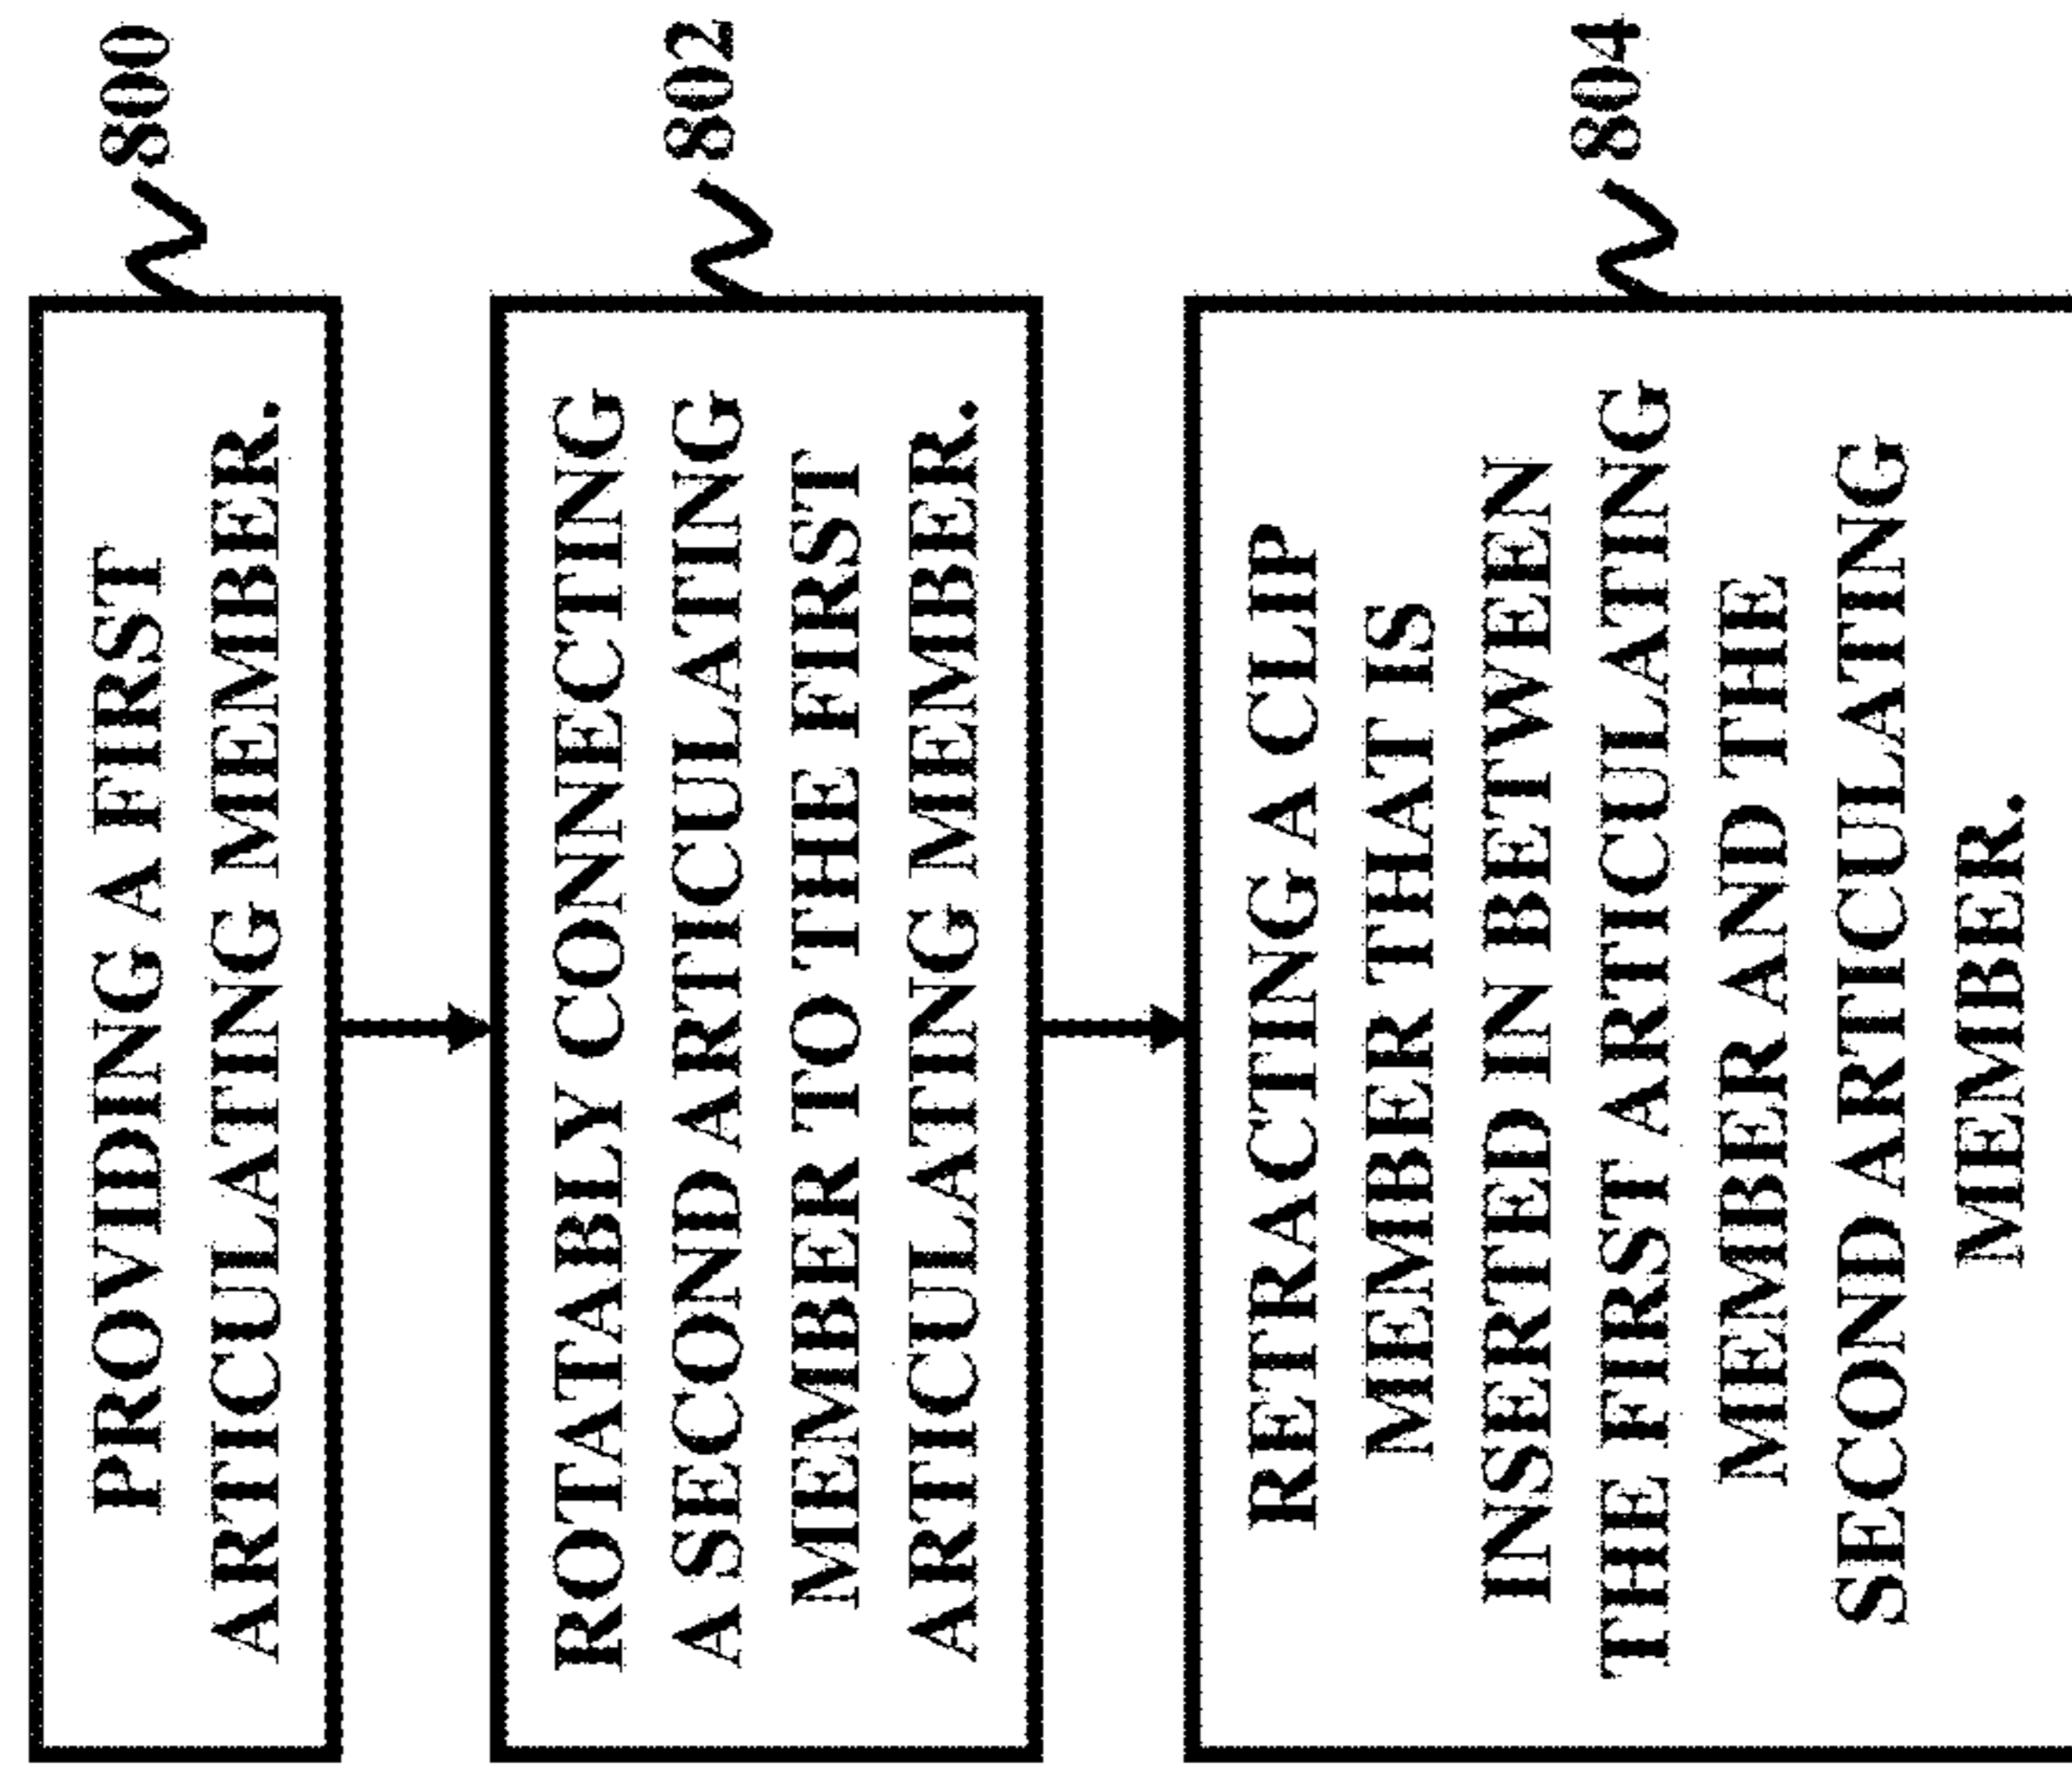 PROVIDING A FIRST
ARTICULATING MEMBER.
800
ROTATABLY CONNECTING
A SECOND ARTICULATING
MEMBER TO THE FIRST
ARTICULATING MEMBER.
802
RETRACTING A CLIP
MEMBER THAT IS
INSERTED IN BETWEEN
THE FIRST ARTICULATING
MEMBER AND THE
SECOND ARTICULATING
MEMBER.
804